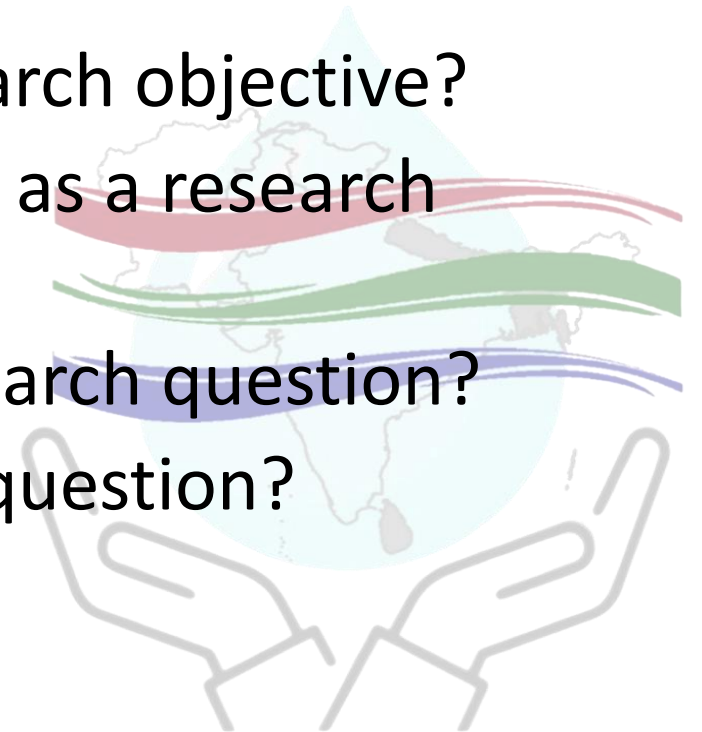 arch objective?
as a research
arch question?
question?